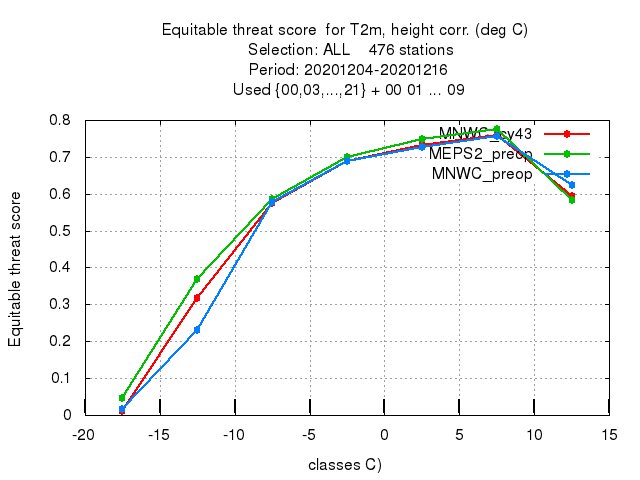 Equitable threat score  for T2m, height corr. (deg C)
Selection: ALL    476 stations
Period: 20201204-20201216
Used {00,03,...,21} + 00 01 ... 09
0.8
0.7
0.6
0.5
0.4
0.3
0.2
0.1
0
Equitable threat score
MEPS2_preop
MNWC_preop
-20
-15
-10
-5
0
5
10
15
classes C)